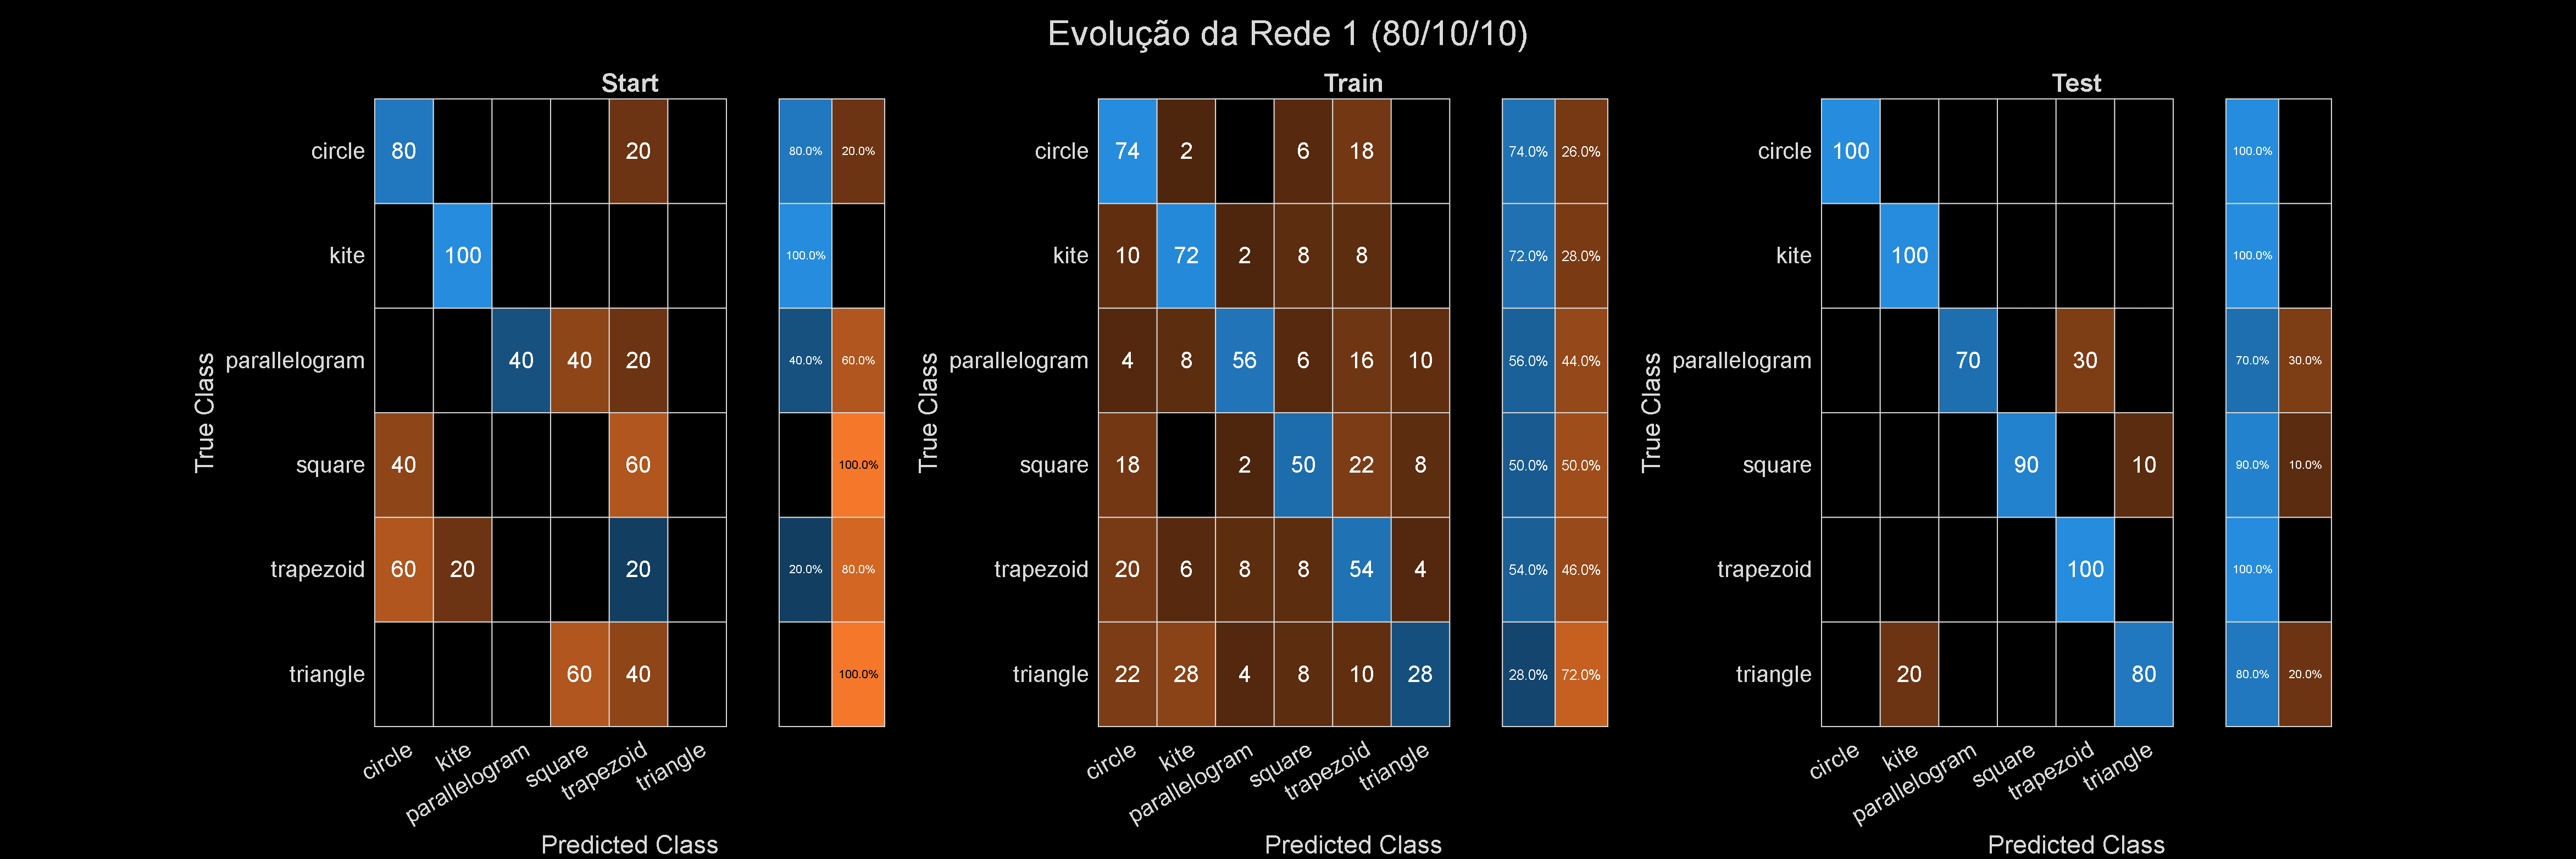 Evolução da Rede 1 (80/10/10)
Start
True Class
circle 80 20 80.0% 20.0%
kite 100 100.0%
parallelogram 40 40 20 40.0% 60.0%
square 40 60 100.0%
trapezoid 60 20 20 20.0% 80.0%
triangle 60 40 100.0%
circle kite parallelogram square trapezoid triangle
Predicted Class
Train
True Class
circle 74 2 6 18 74.0% 26.0%
kite 10 72 2 8 8 72.0% 28.0%
parallelogram 4 8 56 6 16 10 56.0% 44.0%
square 18 2 50 22 8 50.0% 50.0%
trapezoid 20 6 8 8 54 4 54.0% 46.0%
triangle 22 28 4 8 10 28 28.0% 72.0%
circle kite parallelogram square trapezoid triangle
Predicted Class
Test
True Class
circle 100 100.0%
kite 100 100.0%
parallelogram 70 30 70.0% 30.0%
square 90 10 90.0% 10.0%
trapezoid 100 100.0%
triangle 20 80 80.0% 20.0%
circle kite parallelogram square trapezoid triangle
Predicted Class